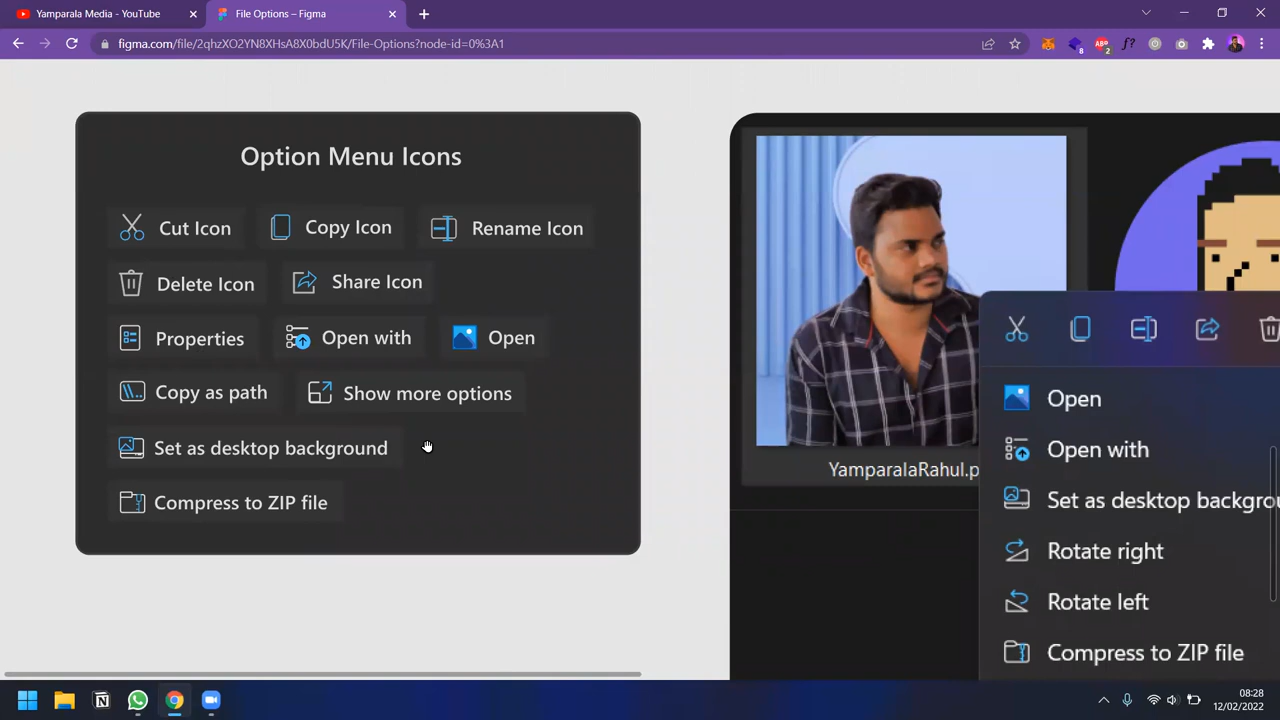 Yamparala Media - YouTube
File Options – Figma
figma.com/file/2qhzXO2YN8XHsA8X0bdU5K/File-Options?node-id=0%3A1
8
ABP
2
f?
Option Menu Icons
Cut Icon
Copy Icon
Rename Icon
Delete Icon
Share Icon
Properties
Open with
Open
Copy as path
Show more options
Set as desktop background
Compress to ZIP file
YamparalaRahul.p
Open
Open with
Set as desktop backgrou
Rotate right
Rotate left
Compress to ZIP file
08:28
12/02/2022